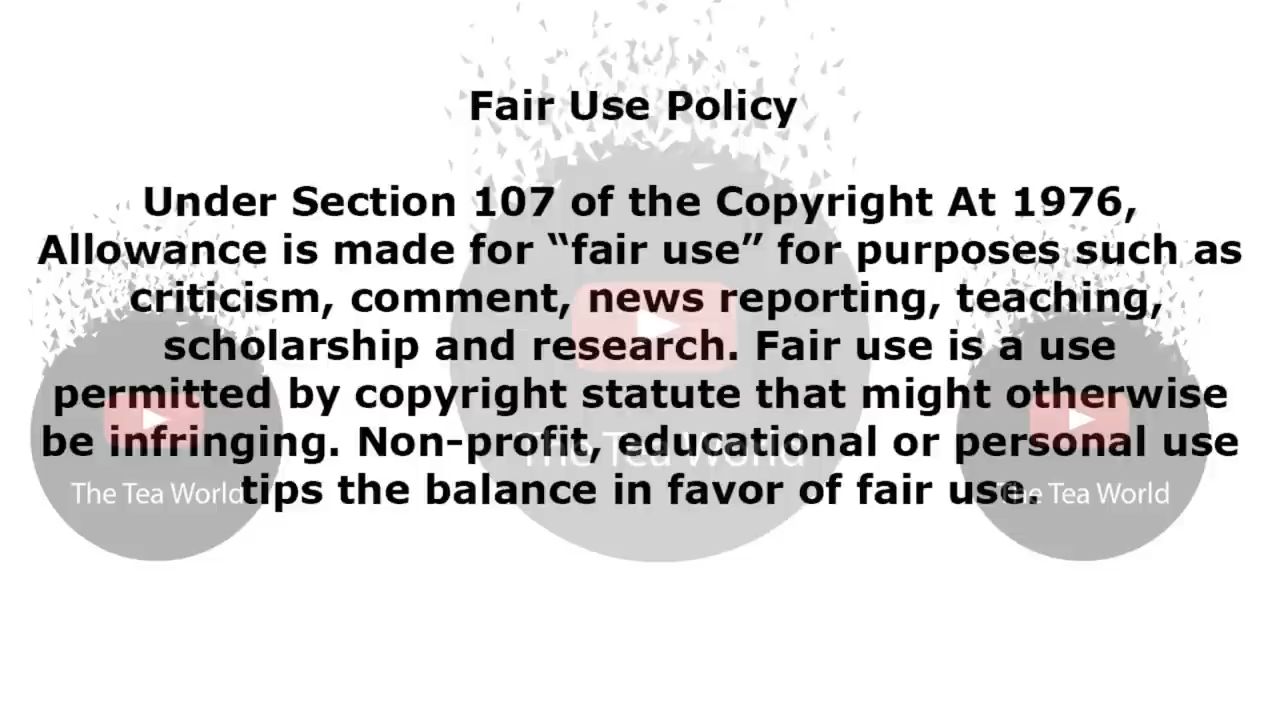 Fair Use Policy
Under Section 107 of the Copyright At 1976,
Allowance is made for “fair use” for purposes such as
criticism, comment, news reporting, teaching,
scholarship and research. Fair use is a use
permitted by copyright statute that might otherwise
be infringing. Non-profit, educational or personal use
tips the balance in favor of fair use.
The Tea World
The Tea World
The Tea World